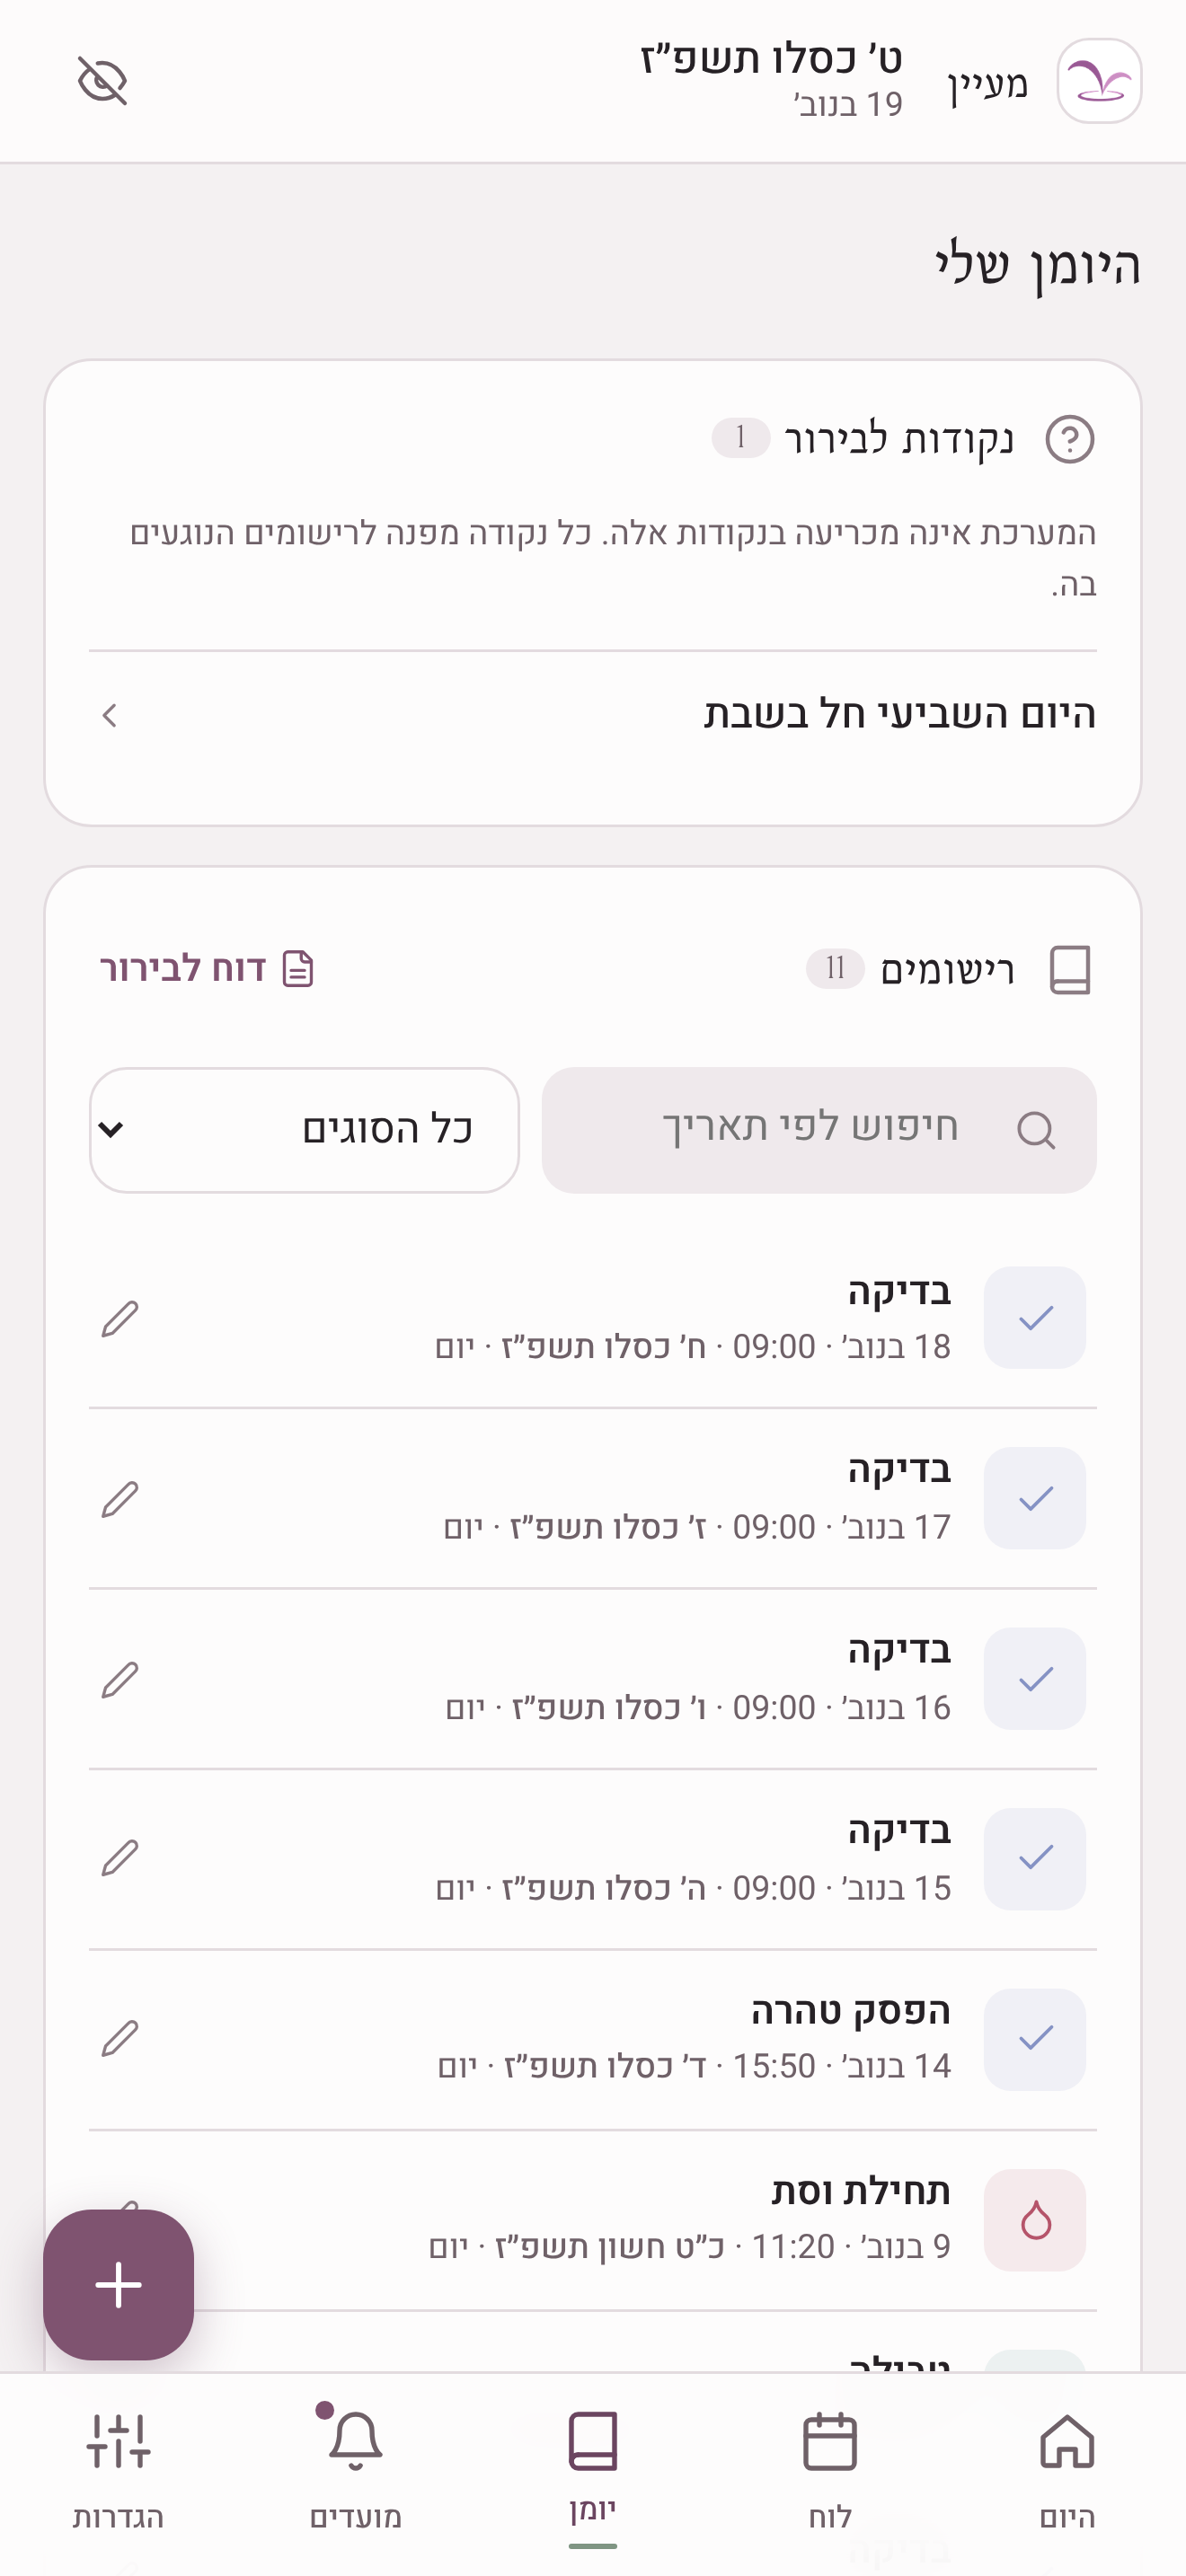 מעיין
ט׳ כסלו תשפ״ז
19 בנוב׳
היומן שלי
נקודות לבירור 1
המערכת אינה מכריעה בנקודות אלה. כל נקודה מפנה לרישומים הנוגעים
בה.
היום השביעי חל בשבת
רישומים 11
דוח לבירור
חיפוש לפי תאריך
כל הסוגים
בדיקה
18 בנוב׳ · 09:00 · ח׳ כסלו תשפ״ז · יום
בדיקה
17 בנוב׳ · 09:00 · ז׳ כסלו תשפ״ז · יום
בדיקה
16 בנוב׳ · 09:00 · ו׳ כסלו תשפ״ז · יום
בדיקה
15 בנוב׳ · 09:00 · ה׳ כסלו תשפ״ז · יום
הפסק טהרה
14 בנוב׳ · 15:50 · ד׳ כסלו תשפ״ז · יום
תחילת וסת
9 בנוב׳ · 11:20 · כ״ט חשון תשפ״ז · יום
היום
לוח
יומן
מועדים
הגדרות